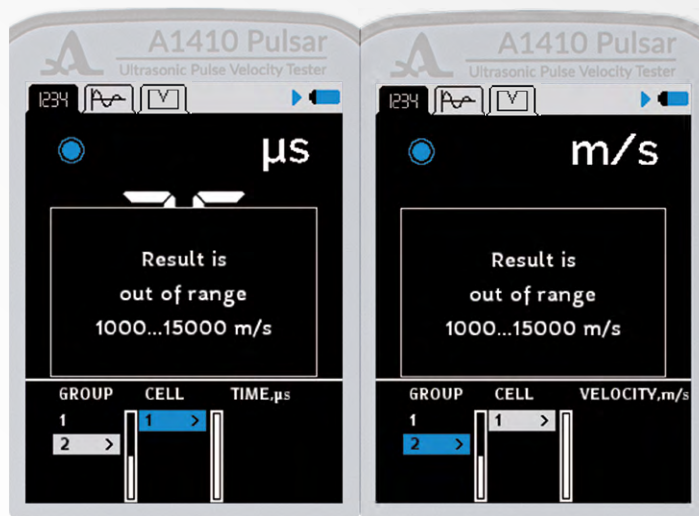 A1410 Pulsar
Ultrasonic Pulse Velocity Tester
1234
V
µs
Result is
out of range
1000...15000 m/s
GROUP CELL TIME,µs
1 1 >
2 >
A1410 Pulsar
Ultrasonic Pulse Velocity Tester
1234
V
m/s
Result is
out of range
1000...15000 m/s
GROUP CELL VELOCITY,m/s
1 1 >
2 >